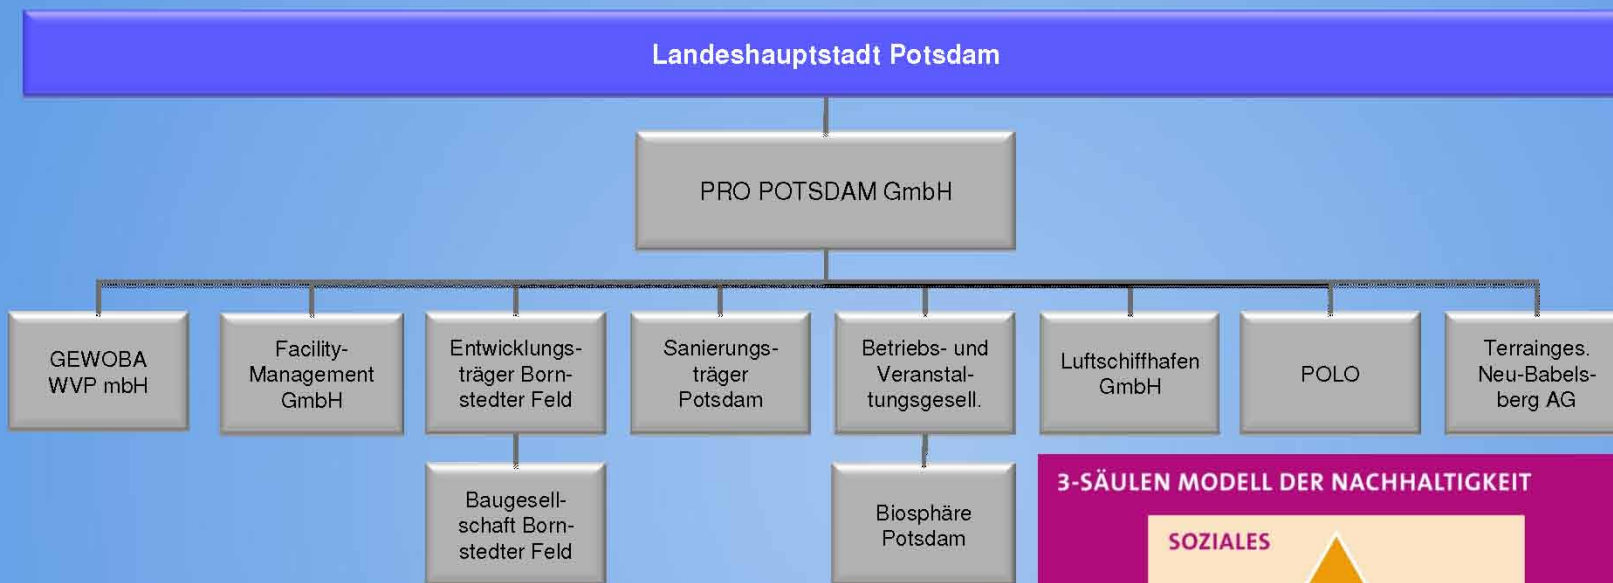 Landeshauptstadt Potsdam
PRO POTSDAM GmbH
GEWOBA
WVP mbH
Facility-
Management
GmbH
Entwicklungs-
träger Born-
stedter Feld
Sanierungs-
träger
Potsdam
Betriebs- und
Veranstal-
tungsgesell.
Luftschiffhafen
GmbH
POLO
Terrainges.
Neu-Babels-
berg AG
Baugesell-
schaft Born-
stedter Feld
Biosphäre
Potsdam
3-SÄULEN MODELL DER NACHHALTIGKEIT
SOZIALES